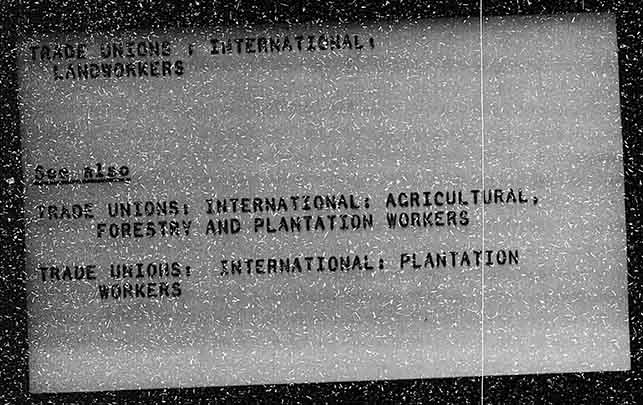 TRADE UNIONS : INTERNATIONAL:
LANDWORKERS
See also
TRADE UNIONS: INTERNATIONAL: AGRICULTURAL,
FORESTRY AND PLANTATION WORKERS
TRADE UNIONS: INTERNATIONAL: PLANTATION
WORKERS